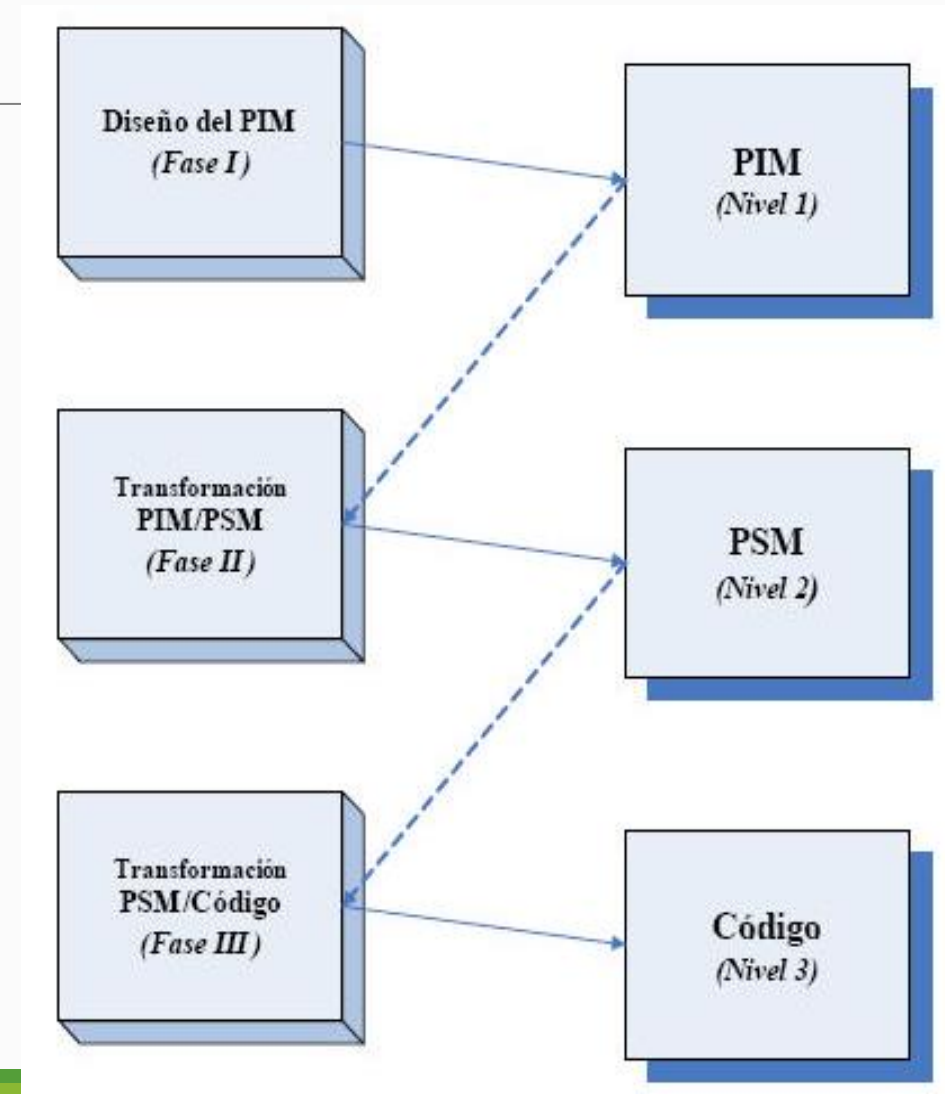 Diseño del PIM
(Fase I)
PIM
(Nivel 1)
Transformación
PIM/PSM
(Fase II)
PSM
(Nivel 2)
Transformación
PSM/Código
(Fase III)
Código
(Nivel 3)